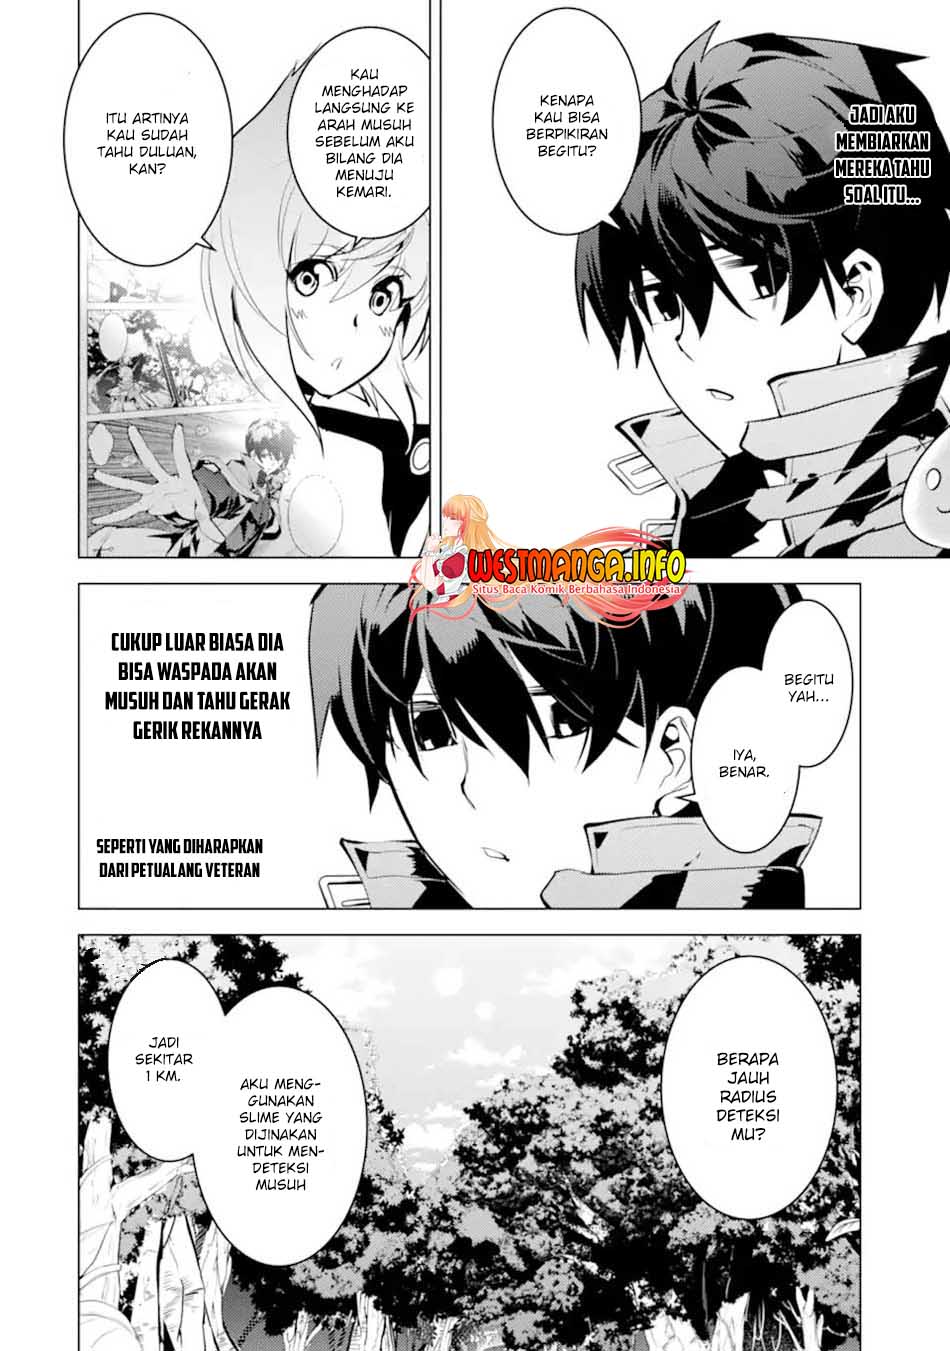 JADI AKU
MEMBIARKAN
MEREKA TAHU
SOAL ITU...
KENAPA
KAU BISA
BERPIKIRAN
BEGITU?
KAU
MENGHADAP
LANGSUNG KE
ARAH MUSUH
SEBELUM AKU
BILANG DIA
MENUJU
KEMARI.
ITU ARTINYA
KAU SUDAH
TAHU DULUAN,
KAN?
WESTMANGA.INFO
Situs Baca Komik Berbahasa Indonesia
BEGITU
YAH...
IYA,
BENAR.
CUKUP LUAR BIASA DIA
BISA WASPADA AKAN
MUSUH DAN TAHU GERAK
GERIK REKANNYA
SEPERTI YANG DIHARAPKAN
DARI PETUALANG VETERAN
BERAPA
JAUH
RADIUS
DETEKSI
MU?
AKU MENG-
GUNAKAN
SLIME YANG
DIJINAKAN
UNTUK MEN-
DETEKSI
MUSUH
JADI
SEKITAR
1 KM.